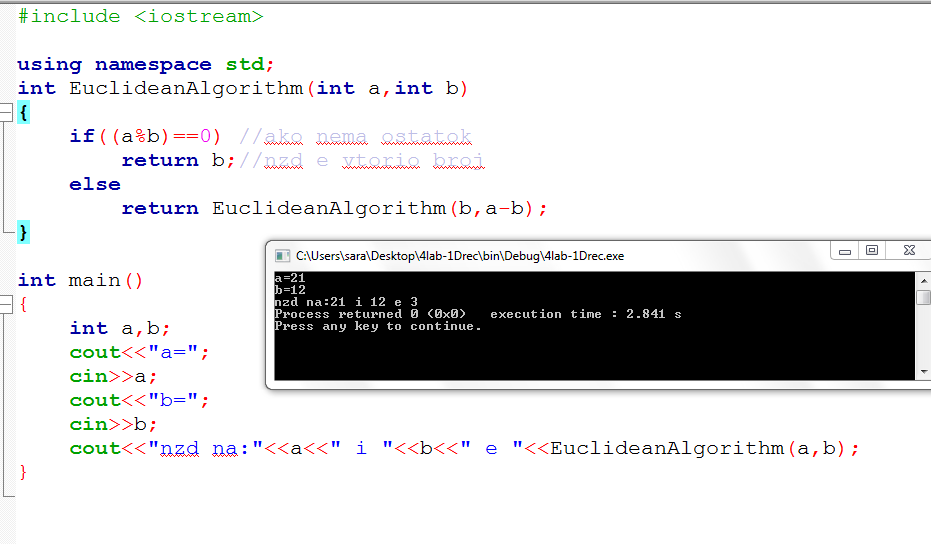 #include <iostream>
using namespace std;
int EuclideanAlgorithm(int a,int b)
{
if((a%b)==0) //ako nema ostatok
return b;//nzd e vtorio broj
else
return EuclideanAlgorithm(b,a-b);
}
int main()
{
int a,b;
cout<<"a=";
cin>>a;
cout<<"b=";
cin>>b;
cout<<"nzd na:"<<a<<" i "<<b<<" e "<<EuclideanAlgorithm(a,b);
}
C:\Users\sara\Desktop\4lab-1Drec\bin\Debug\4lab-1Drec.exe
a=21
b=12
nzd na:21 i 12 e 3
Process returned 0 (0x0)   execution time : 2.841 s
Press any key to continue.